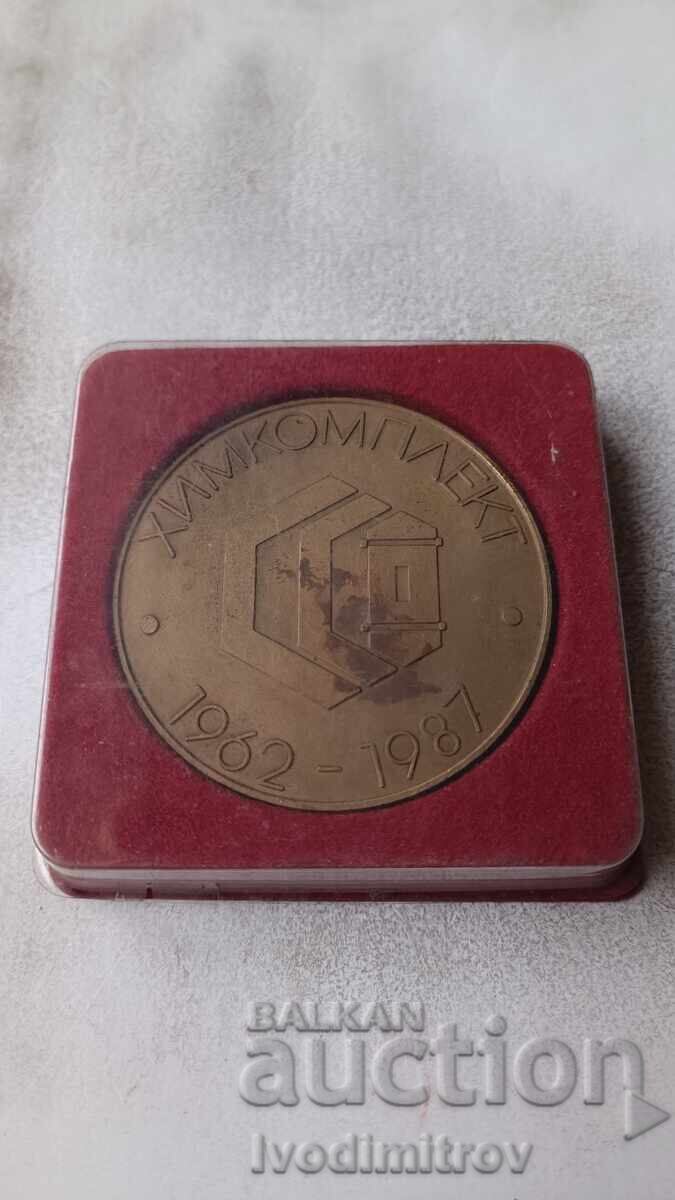 ХИМКОМПЛЕКТ
1962 - 1987
BALKAN
auction
Ivodimitrov